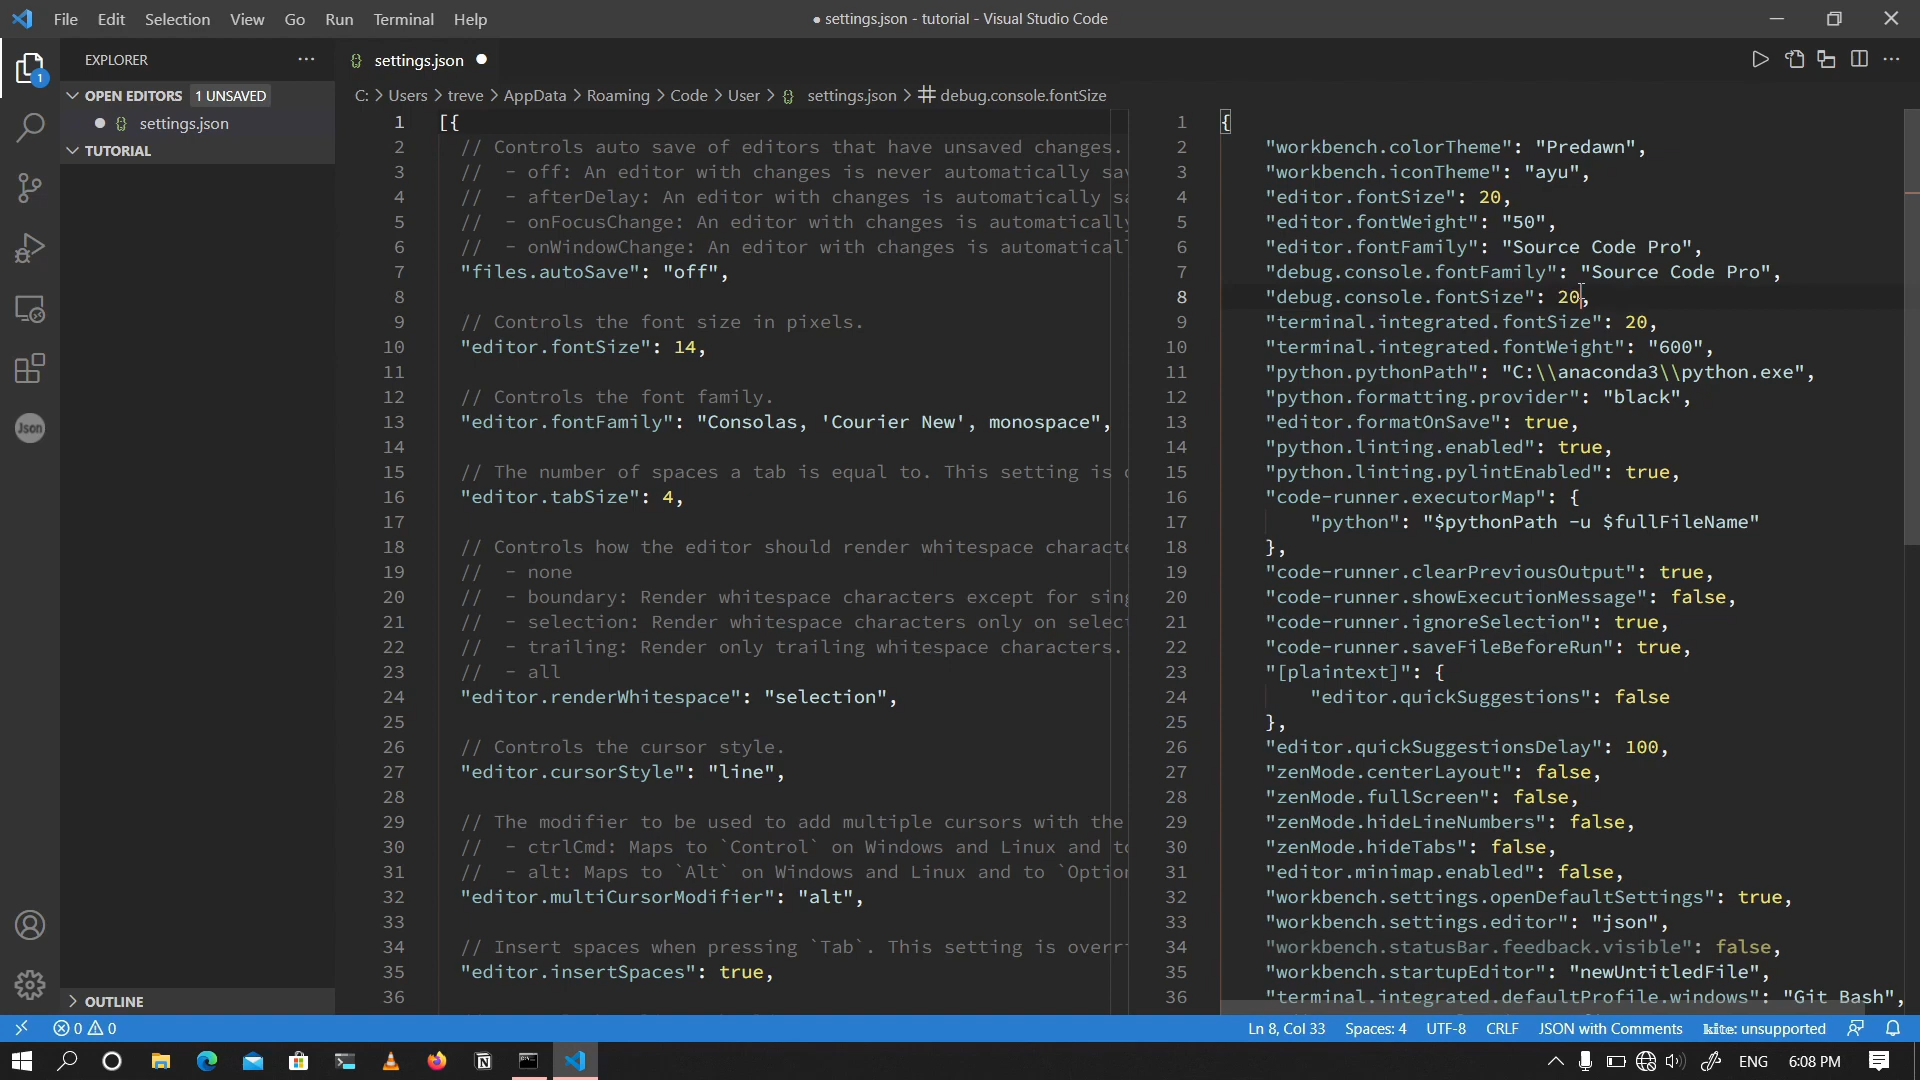 File Edit Selection View Go Run Terminal Help
● settings.json - tutorial - Visual Studio Code
EXPLORER
OPEN EDITORS 1 UNSAVED
● {} settings.json
TUTORIAL
OUTLINE
1
Json
{} settings.json ●
C: > Users > treve > AppData > Roaming > Code > User > {} settings.json > # debug.console.fontSize
1 [{
2 // Controls auto save of editors that have unsaved changes.
3 // - off: An editor with changes is never automatically sav
4 // - afterDelay: An editor with changes is automatically sa
5 // - onFocusChange: An editor with changes is automatically
6 // - onWindowChange: An editor with changes is automatical
7 "files.autoSave": "off",
8
9 // Controls the font size in pixels.
10 "editor.fontSize": 14,
11
12 // Controls the font family.
13 "editor.fontFamily": "Consolas, 'Courier New', monospace",
14
15 // The number of spaces a tab is equal to. This setting is o
16 "editor.tabSize": 4,
17
18 // Controls how the editor should render whitespace characte
19 // - none
20 // - boundary: Render whitespace characters except for sing
21 // - selection: Render whitespace characters only on selec
22 // - trailing: Render only trailing whitespace characters.
23 // - all
24 "editor.renderWhitespace": "selection",
25
26 // Controls the cursor style.
27 "editor.cursorStyle": "line",
28
29 // The modifier to be used to add multiple cursors with the
30 // - ctrlCmd: Maps to `Control` on Windows and Linux and to
31 // - alt: Maps to `Alt` on Windows and Linux and to `Option
32 "editor.multiCursorModifier": "alt",
33
34 // Insert spaces when pressing `Tab`. This setting is overr
35 "editor.insertSpaces": true,
36
1 {
2 "workbench.colorTheme": "Predawn",
3 "workbench.iconTheme": "ayu",
4 "editor.fontSize": 20,
5 "editor.fontWeight": "50",
6 "editor.fontFamily": "Source Code Pro",
7 "debug.console.fontFamily": "Source Code Pro",
8 "debug.console.fontSize": 20,
9 "terminal.integrated.fontSize": 20,
10 "terminal.integrated.fontWeight": "600",
11 "python.pythonPath": "C:\\anaconda3\\python.exe",
12 "python.formatting.provider": "black",
13 "editor.formatOnSave": true,
14 "python.linting.enabled": true,
15 "python.linting.pylintEnabled": true,
16 "code-runner.executorMap": {
17 "python": "$pythonPath -u $fullFileName"
18 },
19 "code-runner.clearPreviousOutput": true,
20 "code-runner.showExecutionMessage": false,
21 "code-runner.ignoreSelection": true,
22 "code-runner.saveFileBeforeRun": true,
23 "[plaintext]": {
24 "editor.quickSuggestions": false
25 },
26 "editor.quickSuggestionsDelay": 100,
27 "zenMode.centerLayout": false,
28 "zenMode.fullScreen": false,
29 "zenMode.hideLineNumbers": false,
30 "zenMode.hideTabs": false,
31 "editor.minimap.enabled": false,
32 "workbench.settings.openDefaultSettings": true,
33 "workbench.settings.editor": "json",
34 "workbench.statusBar.feedback.visible": false,
35 "workbench.startupEditor": "newUntitledFile",
36 "terminal.integrated.defaultProfile.windows": "Git Bash",
0 0 Ln 8, Col 33 Spaces: 4 UTF-8 CRLF JSON with Comments kite: unsupported
ENG 6:08 PM